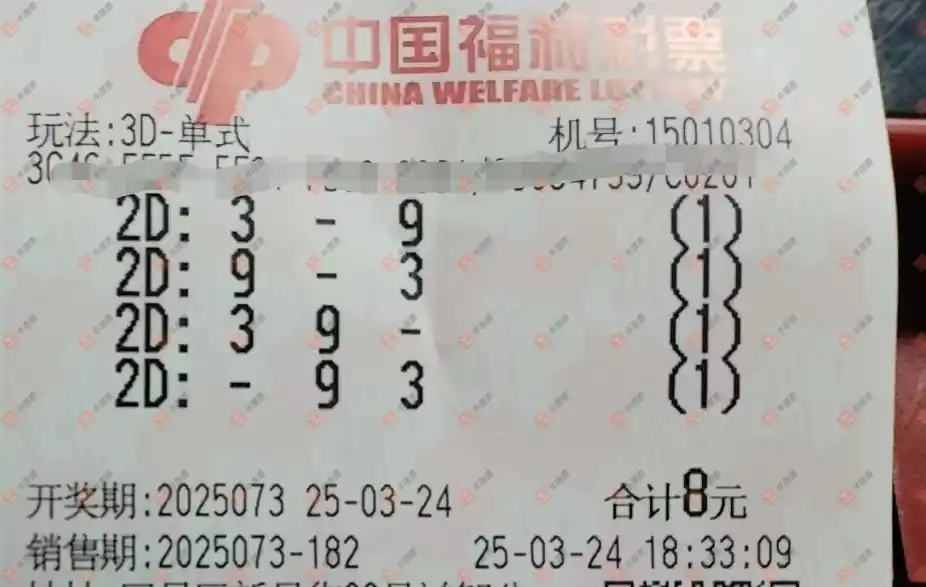 中国福利彩票
CHINA WELFARE LOTTERY
玩法:3D-单式 机号:15010304
2D: 3 - 9 (1)
2D: 9 - 3 (1)
2D: 3 9 - (1)
2D: - 9 3 (1)
开奖期:2025073 25-03-24 合计8元
销售期:2025073-182 25-03-24 18:33:09